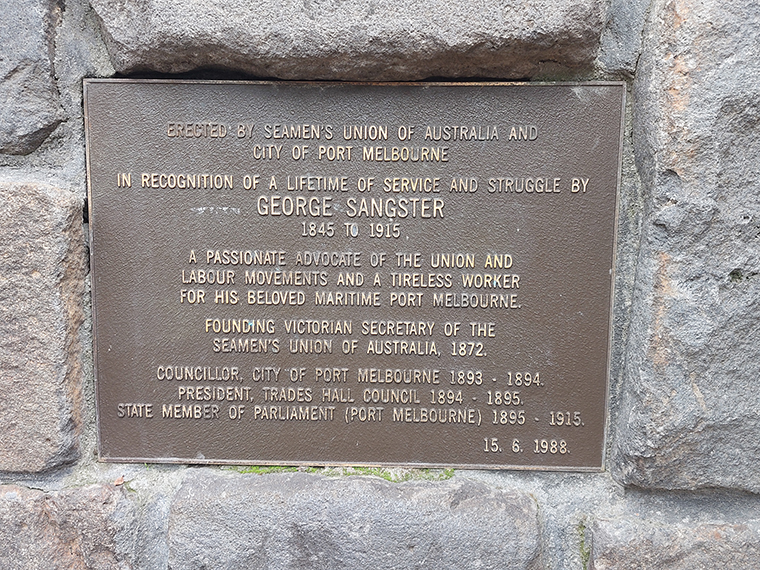 ERECTED BY SEAMEN'S UNION OF AUSTRALIA AND
CITY OF PORT MELBOURNE
IN RECOGNITION OF A LIFETIME OF SERVICE AND STRUGGLE BY
GEORGE SANGSTER
1845 TO 1915
A PASSIONATE ADVOCATE OF THE UNION AND
LABOUR MOVEMENTS AND A TIRELESS WORKER
FOR HIS BELOVED MARITIME PORT MELBOURNE.
FOUNDING VICTORIAN SECRETARY OF THE
SEAMEN'S UNION OF AUSTRALIA, 1872.
COUNCILLOR, CITY OF PORT MELBOURNE 1893 - 1894.
PRESIDENT, TRADES HALL COUNCIL 1894 - 1895.
STATE MEMBER OF PARLIAMENT (PORT MELBOURNE) 1895 - 1915.
15. 6. 1988.